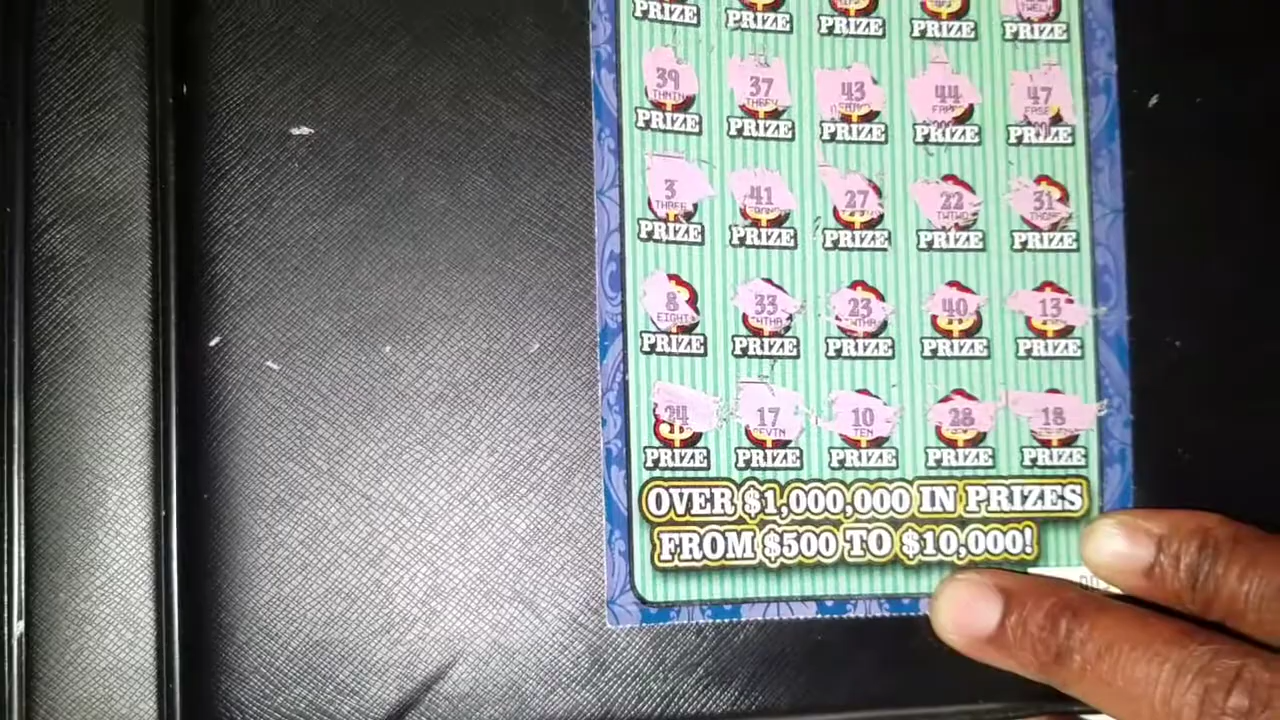 PRIZE PRIZE PRIZE PRIZE PRIZE
39 37 43 44 47
THNIN
PRIZE PRIZE PRIZE PRIZE PRIZE
3 41 27 22 31
THREE TWTWO
PRIZE PRIZE PRIZE PRIZE PRIZE
8 33 23 40 13
EIGHT
PRIZE PRIZE PRIZE PRIZE PRIZE
24 17 10 28 18
TEN
PRIZE PRIZE PRIZE PRIZE PRIZE
OVER $1,000,000 IN PRIZES
FROM $500 TO $10,000!